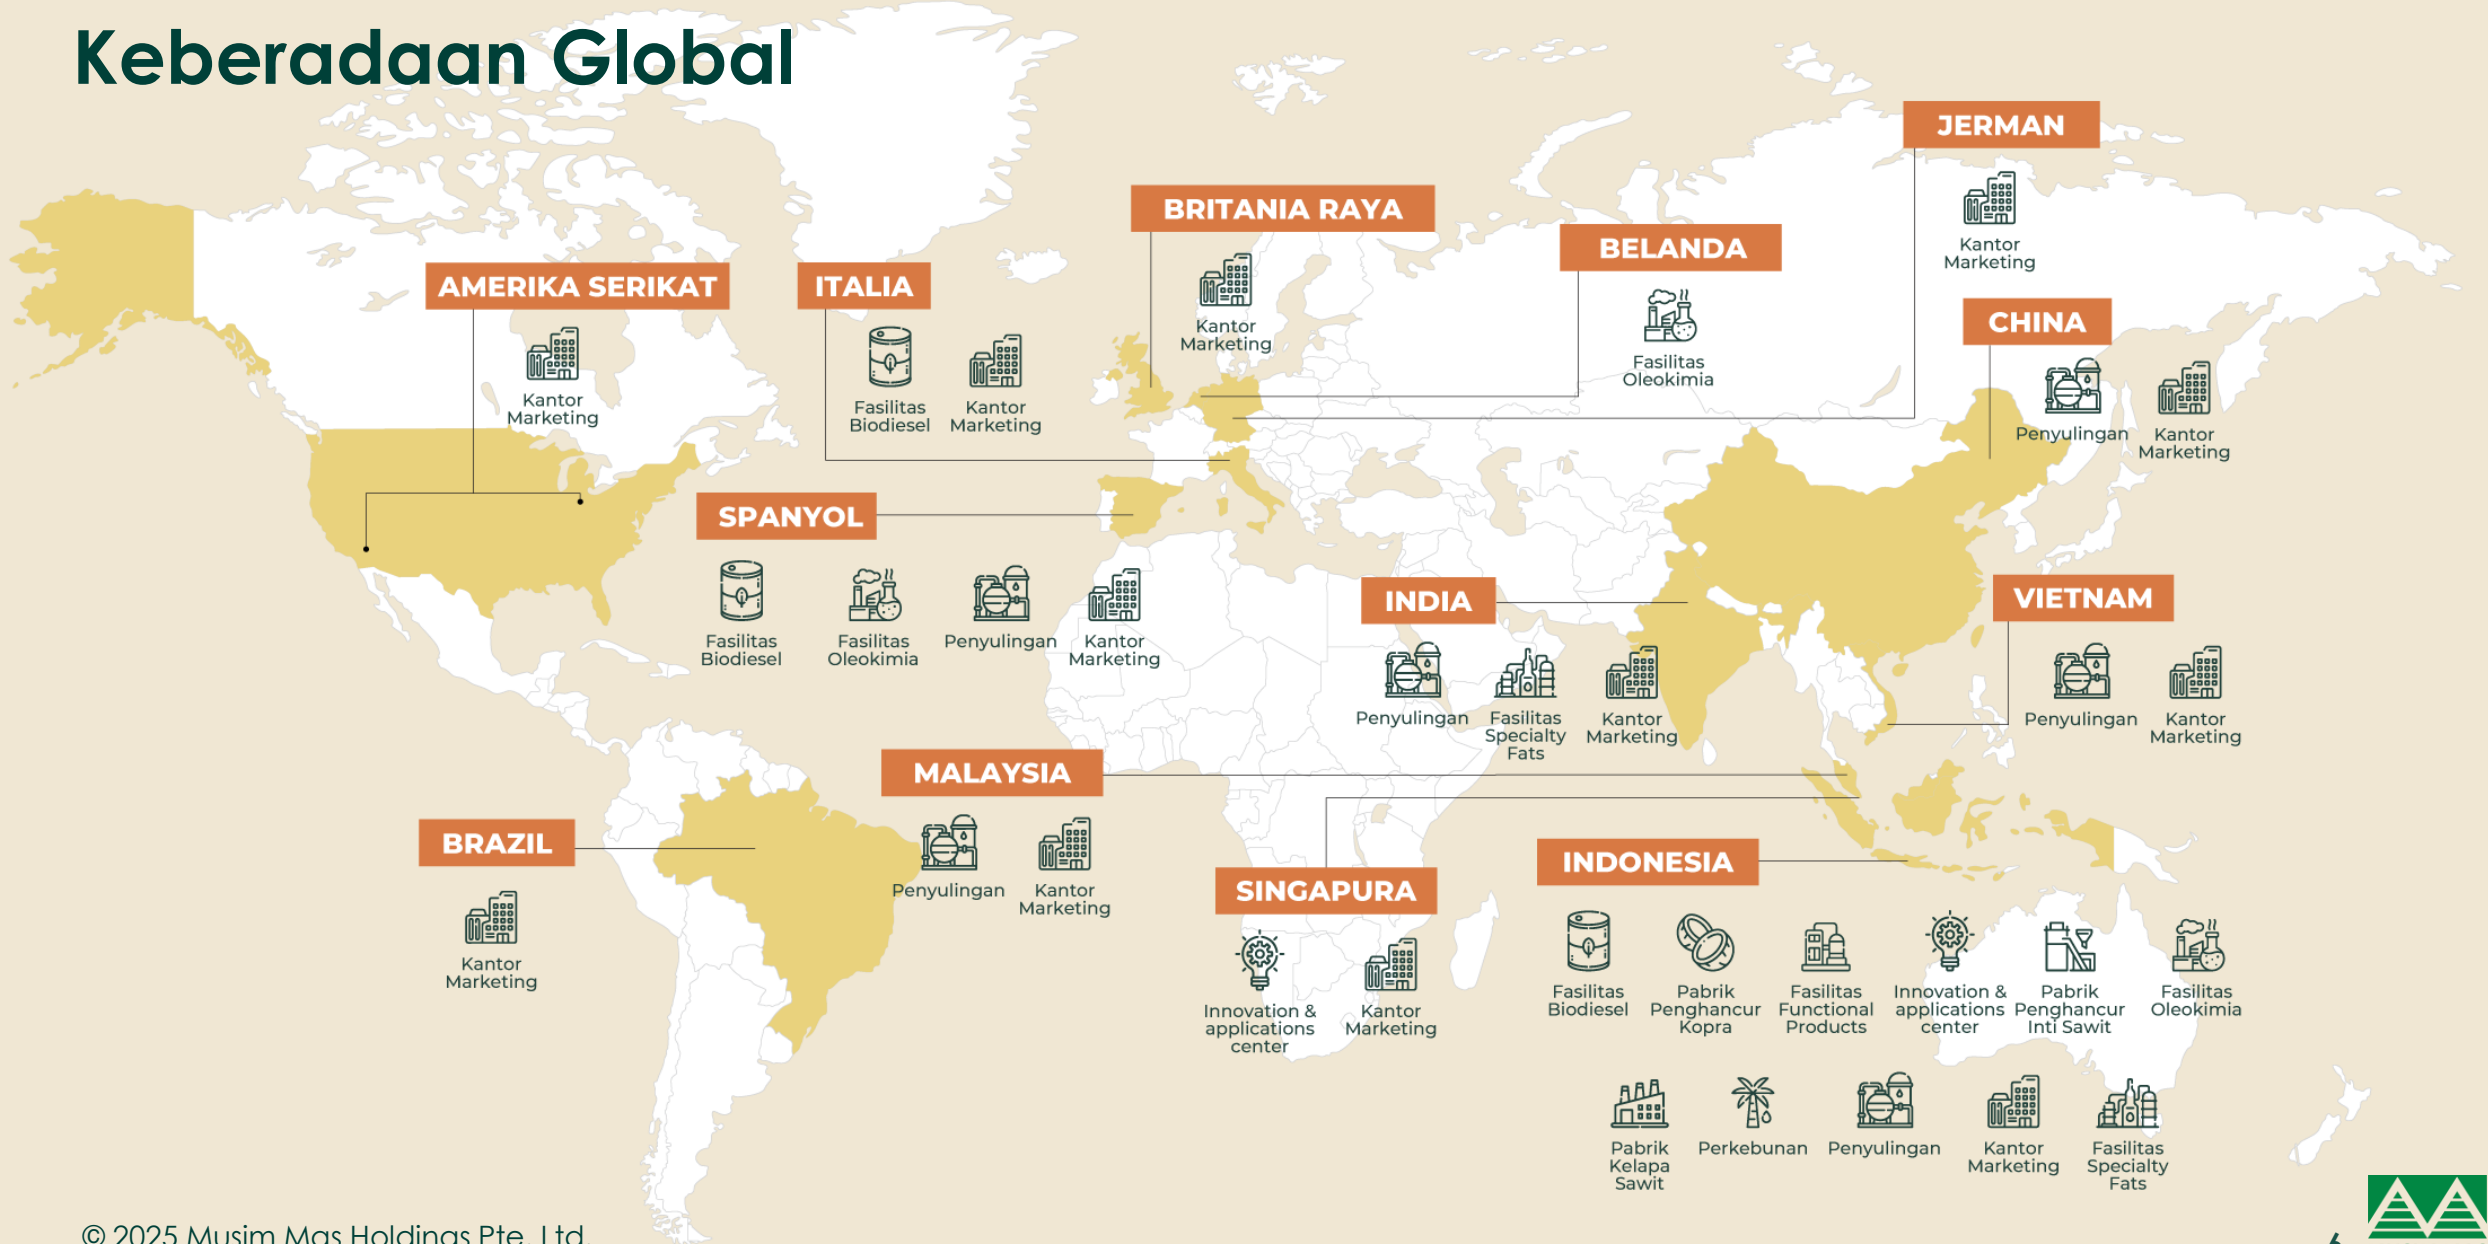 Keberadaan Global
JERMAN
Kantor
Marketing
BRITANIA RAYA
Kantor
Marketing
BELANDA
Fasilitas
Oleokimia
AMERIKA SERIKAT
Kantor
Marketing
ITALIA
Fasilitas
Biodiesel
Kantor
Marketing
CHINA
Penyulingan
Kantor
Marketing
SPANYOL
Fasilitas
Biodiesel
Fasilitas
Oleokimia
Penyulingan
Kantor
Marketing
INDIA
Penyulingan
Fasilitas
Specialty
Fats
Kantor
Marketing
VIETNAM
Penyulingan
Kantor
Marketing
MALAYSIA
Penyulingan
Kantor
Marketing
BRAZIL
Kantor
Marketing
SINGAPURA
Innovation &
applications
center
Kantor
Marketing
INDONESIA
Fasilitas
Biodiesel
Pabrik
Penghancur
Kopra
Fasilitas
Functional
Products
Innovation &
applications
center
Pabrik
Penghancur
Inti Sawit
Fasilitas
Oleokimia
Pabrik
Kelapa
Sawit
Perkebunan
Penyulingan
Kantor
Marketing
Fasilitas
Specialty
Fats
© 2025 Musim Mas Holdings Pte. Ltd.